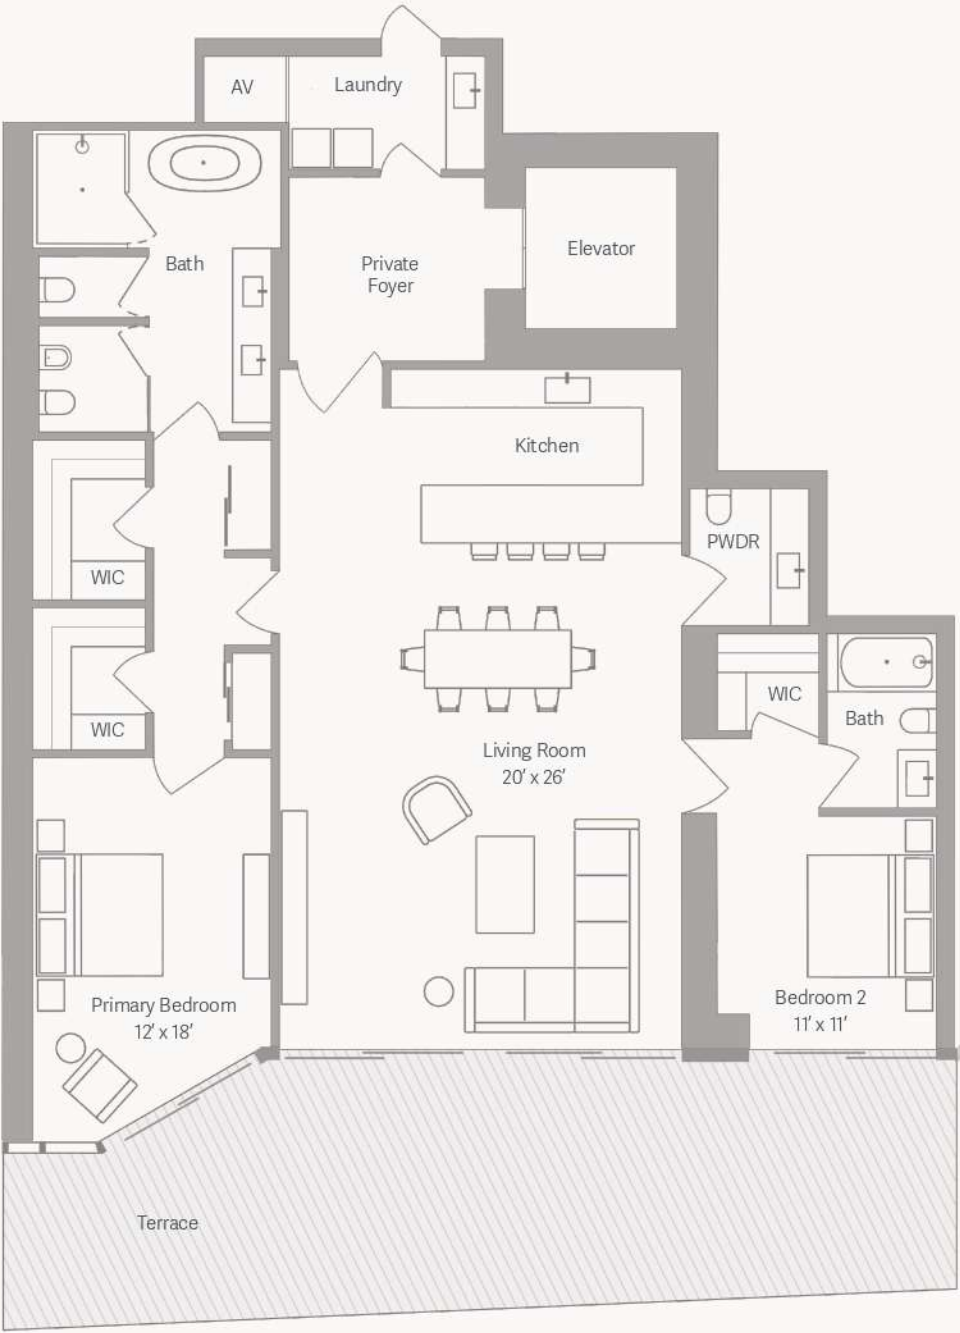 AV
Laundry
Bath
Private
Foyer
Elevator
Kitchen
PWDR
WIC
WIC
WIC
Bath
Living Room
20' x 26'
Primary Bedroom
12' x 18'
Bedroom 2
11' x 11'
Terrace